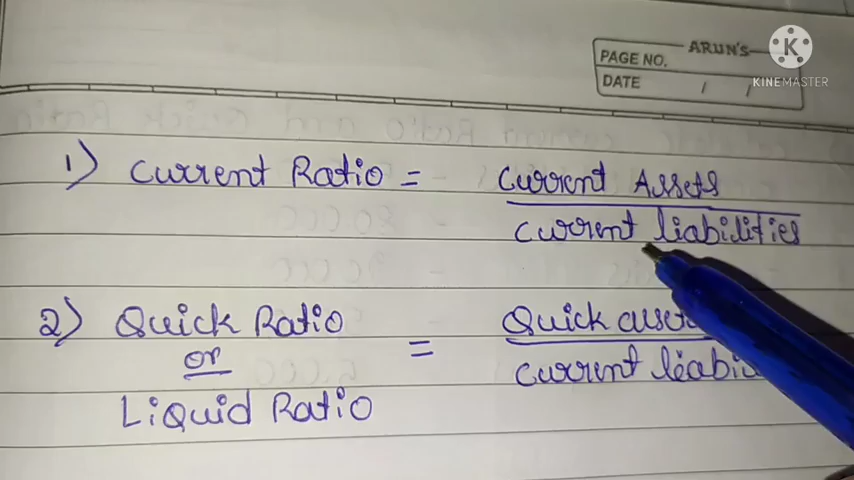 ARUN'S
PAGE NO.
DATE / /
KINEMASTER
1) Current Ratio = Current Assets
Current liabilities
2) Quick Ratio
or
Liquid Ratio
= Quick
Current